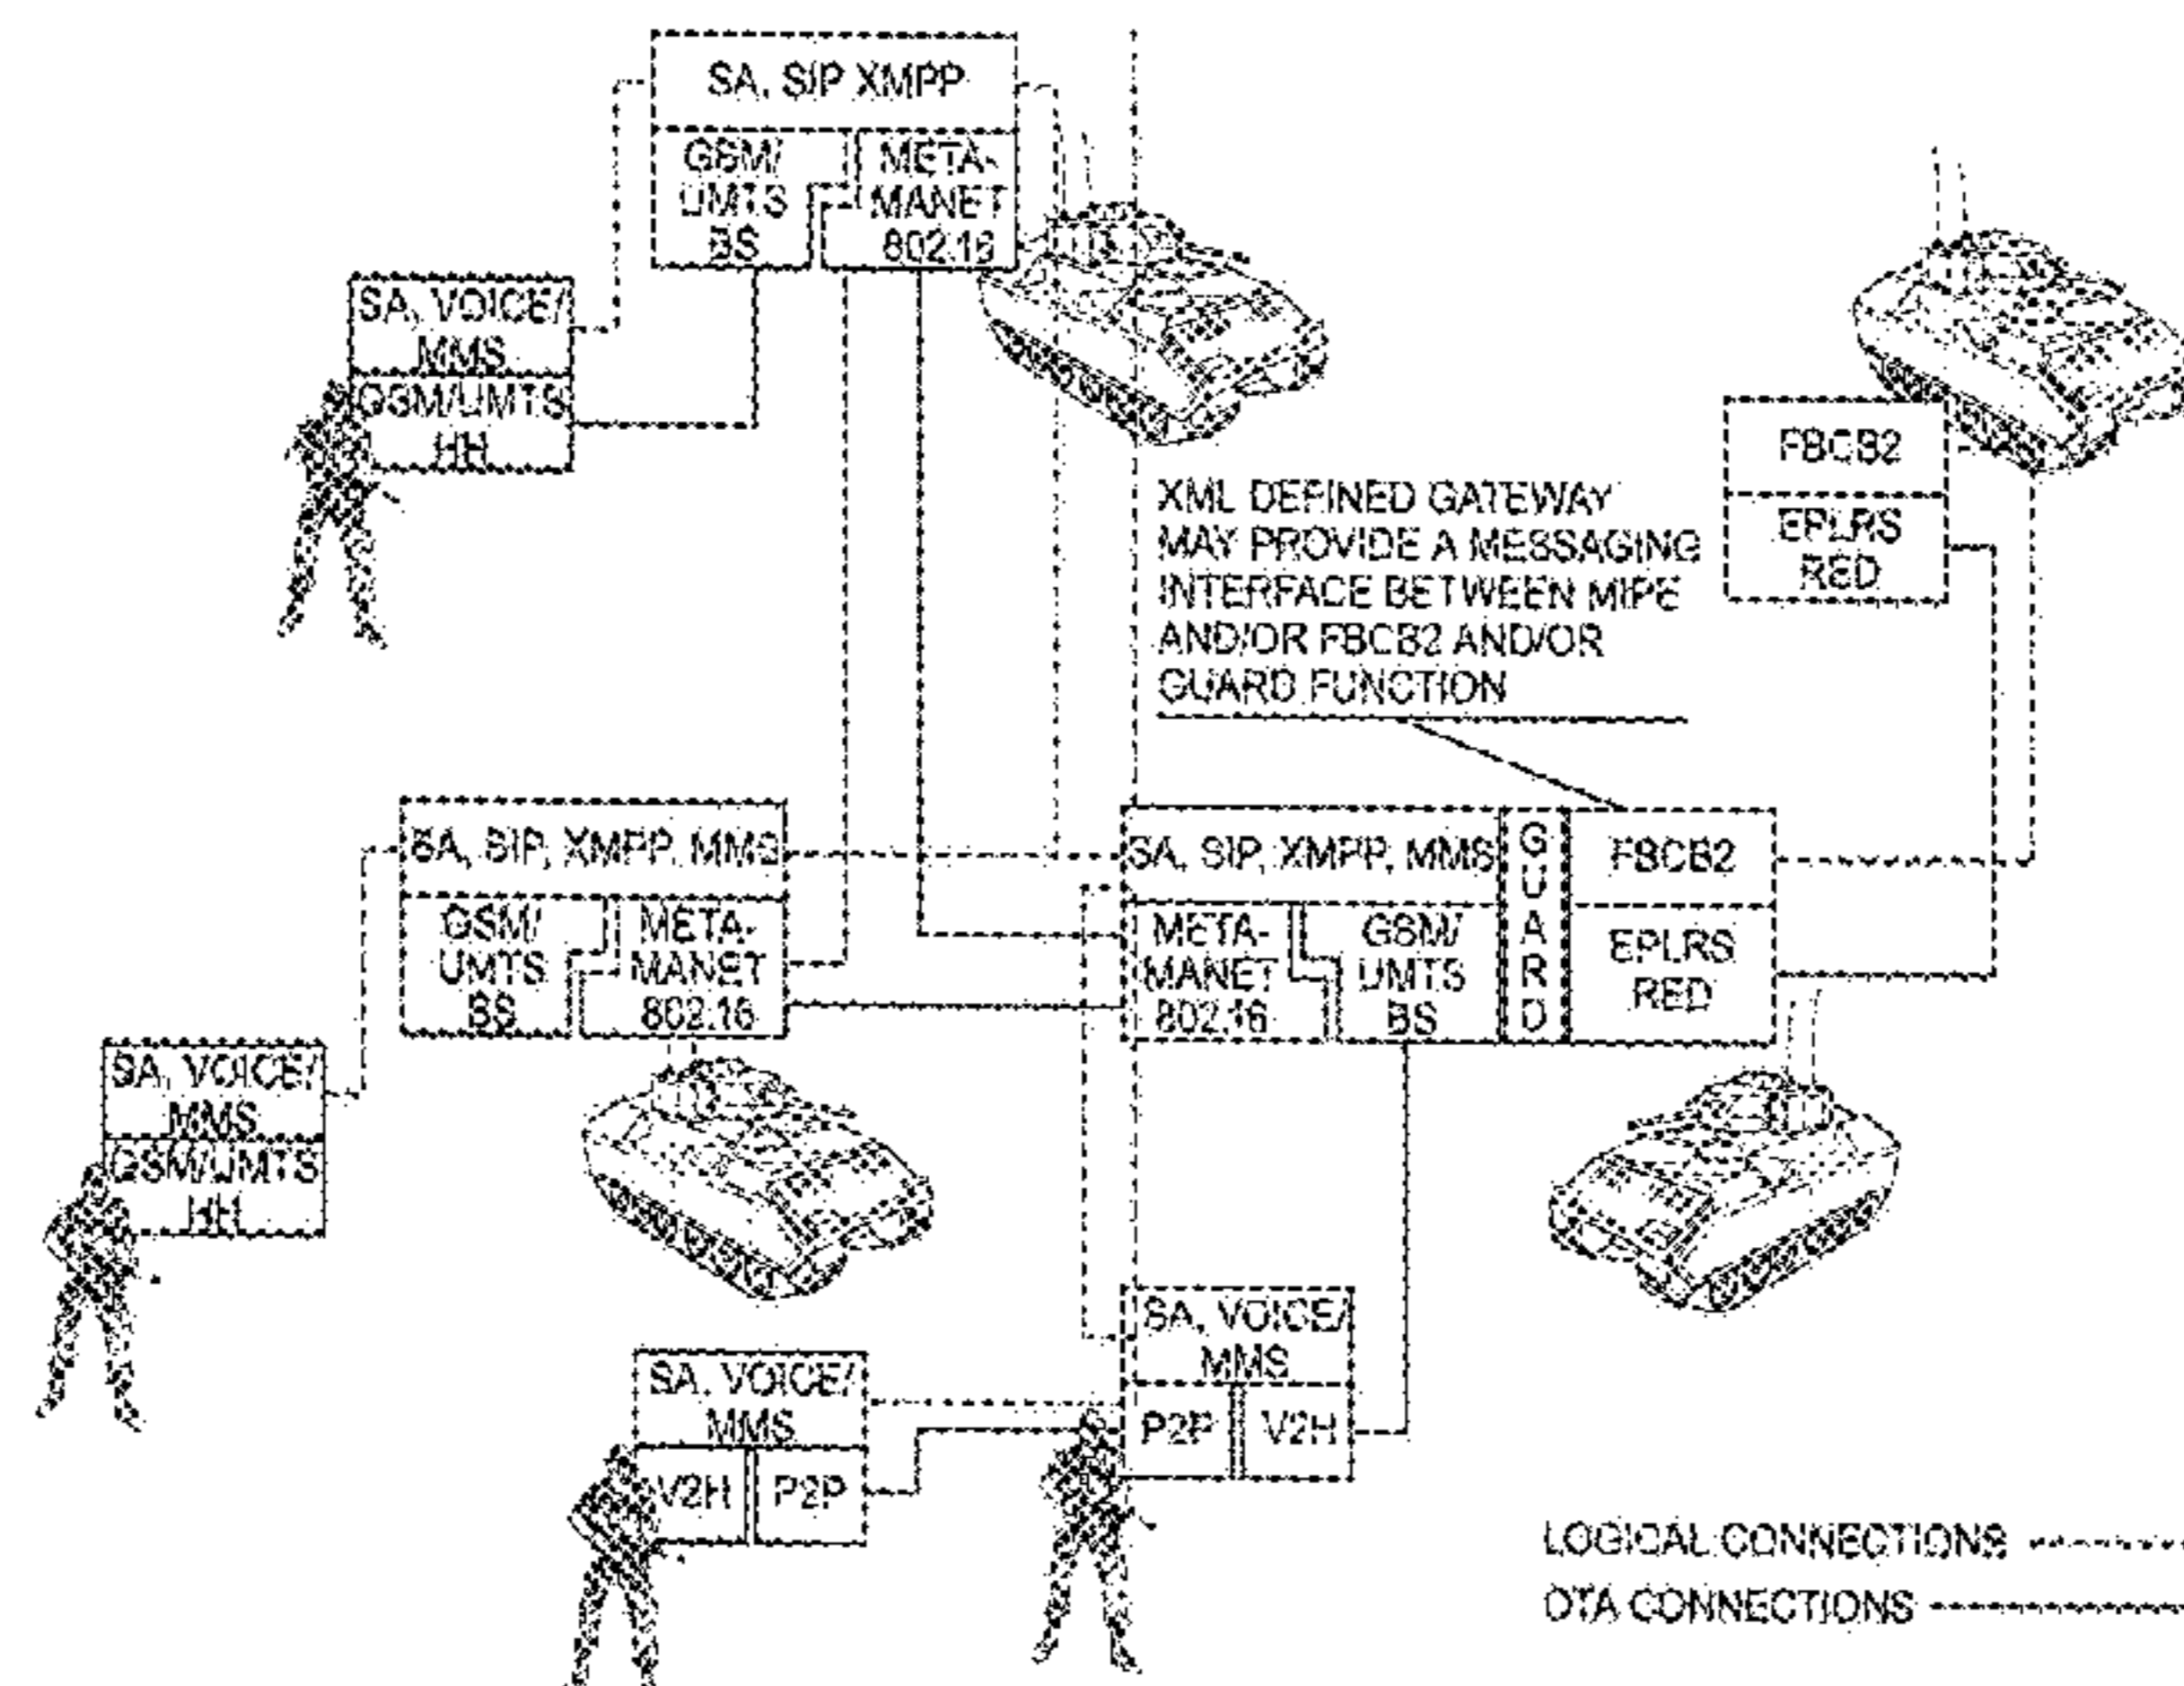 SA, SIP XMPP
GSM/
UMTS
BS
META-
MANET
802.16
SA, VOICE/
MMS
GSM/UMTS
HH
FBCB2
EPLRS
RED
XML DEFINED GATEWAY
MAY PROVIDE A MESSAGING
INTERFACE BETWEEN MIPE
AND/OR FBCB2 AND/OR
GUARD FUNCTION
SA, SIP, XMPP, MMS
GSM/
UMTS
BS
META-
MANET
802.16
SA, SIP, XMPP, MMS
META-
MANET
802.16
GSM/
UMTS
BS
GUARD
FBCB2
EPLRS
RED
SA, VOICE/
MMS
GSM/UMTS
HH
SA, VOICE/
MMS
P2P
V2H
SA, VOICE/
MMS
V2H
P2P
LOGICAL CONNECTIONS
OTA CONNECTIONS